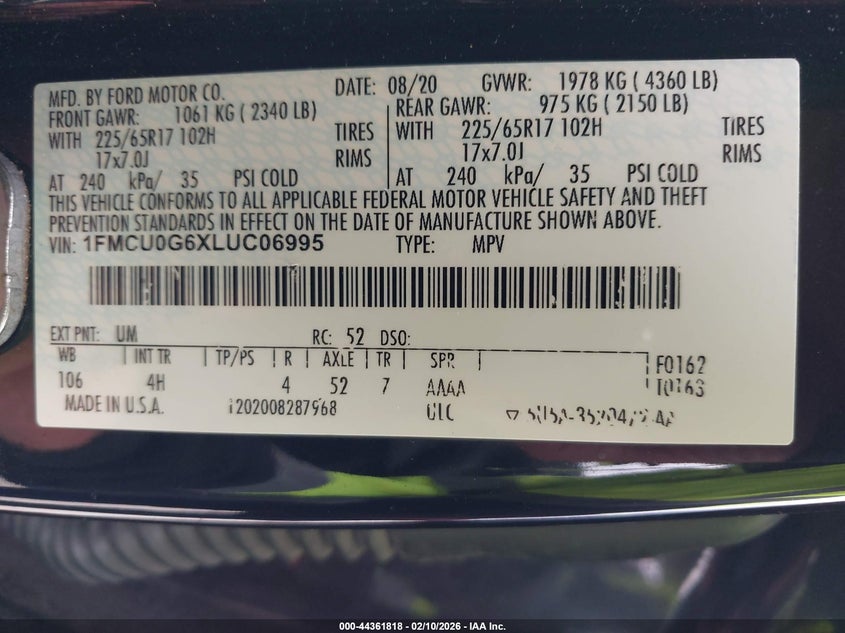 MFD. BY FORD MOTOR CO. DATE: 08/20 GVWR: 1978 KG ( 4360 LB)
FRONT GAWR: 1061 KG ( 2340 LB) REAR GAWR: 975 KG ( 2150 LB)
WITH 225/65R17 102H TIRES WITH 225/65R17 102H TIRES
17x7.0J RIMS 17x7.0J RIMS
AT 240 kPa/ 35 PSI COLD AT 240 kPa/ 35 PSI COLD
THIS VEHICLE CONFORMS TO ALL APPLICABLE FEDERAL MOTOR VEHICLE SAFETY AND THEFT
PREVENTION STANDARDS IN EFFECT ON THE DATE OF MANUFACTURE SHOWN ABOVE.
VIN: 1FMCU0G6XLUC06995 TYPE: MPV
EXT PNT: UM RC: 52 DSO:
WB INT TR TP/PS R AXLE TR SPR F0162
106 4H 4 52 7 AAAA T0163
MADE IN U.S.A. 202008287968
000-44361818 - 02/10/2026 - IAA Inc.